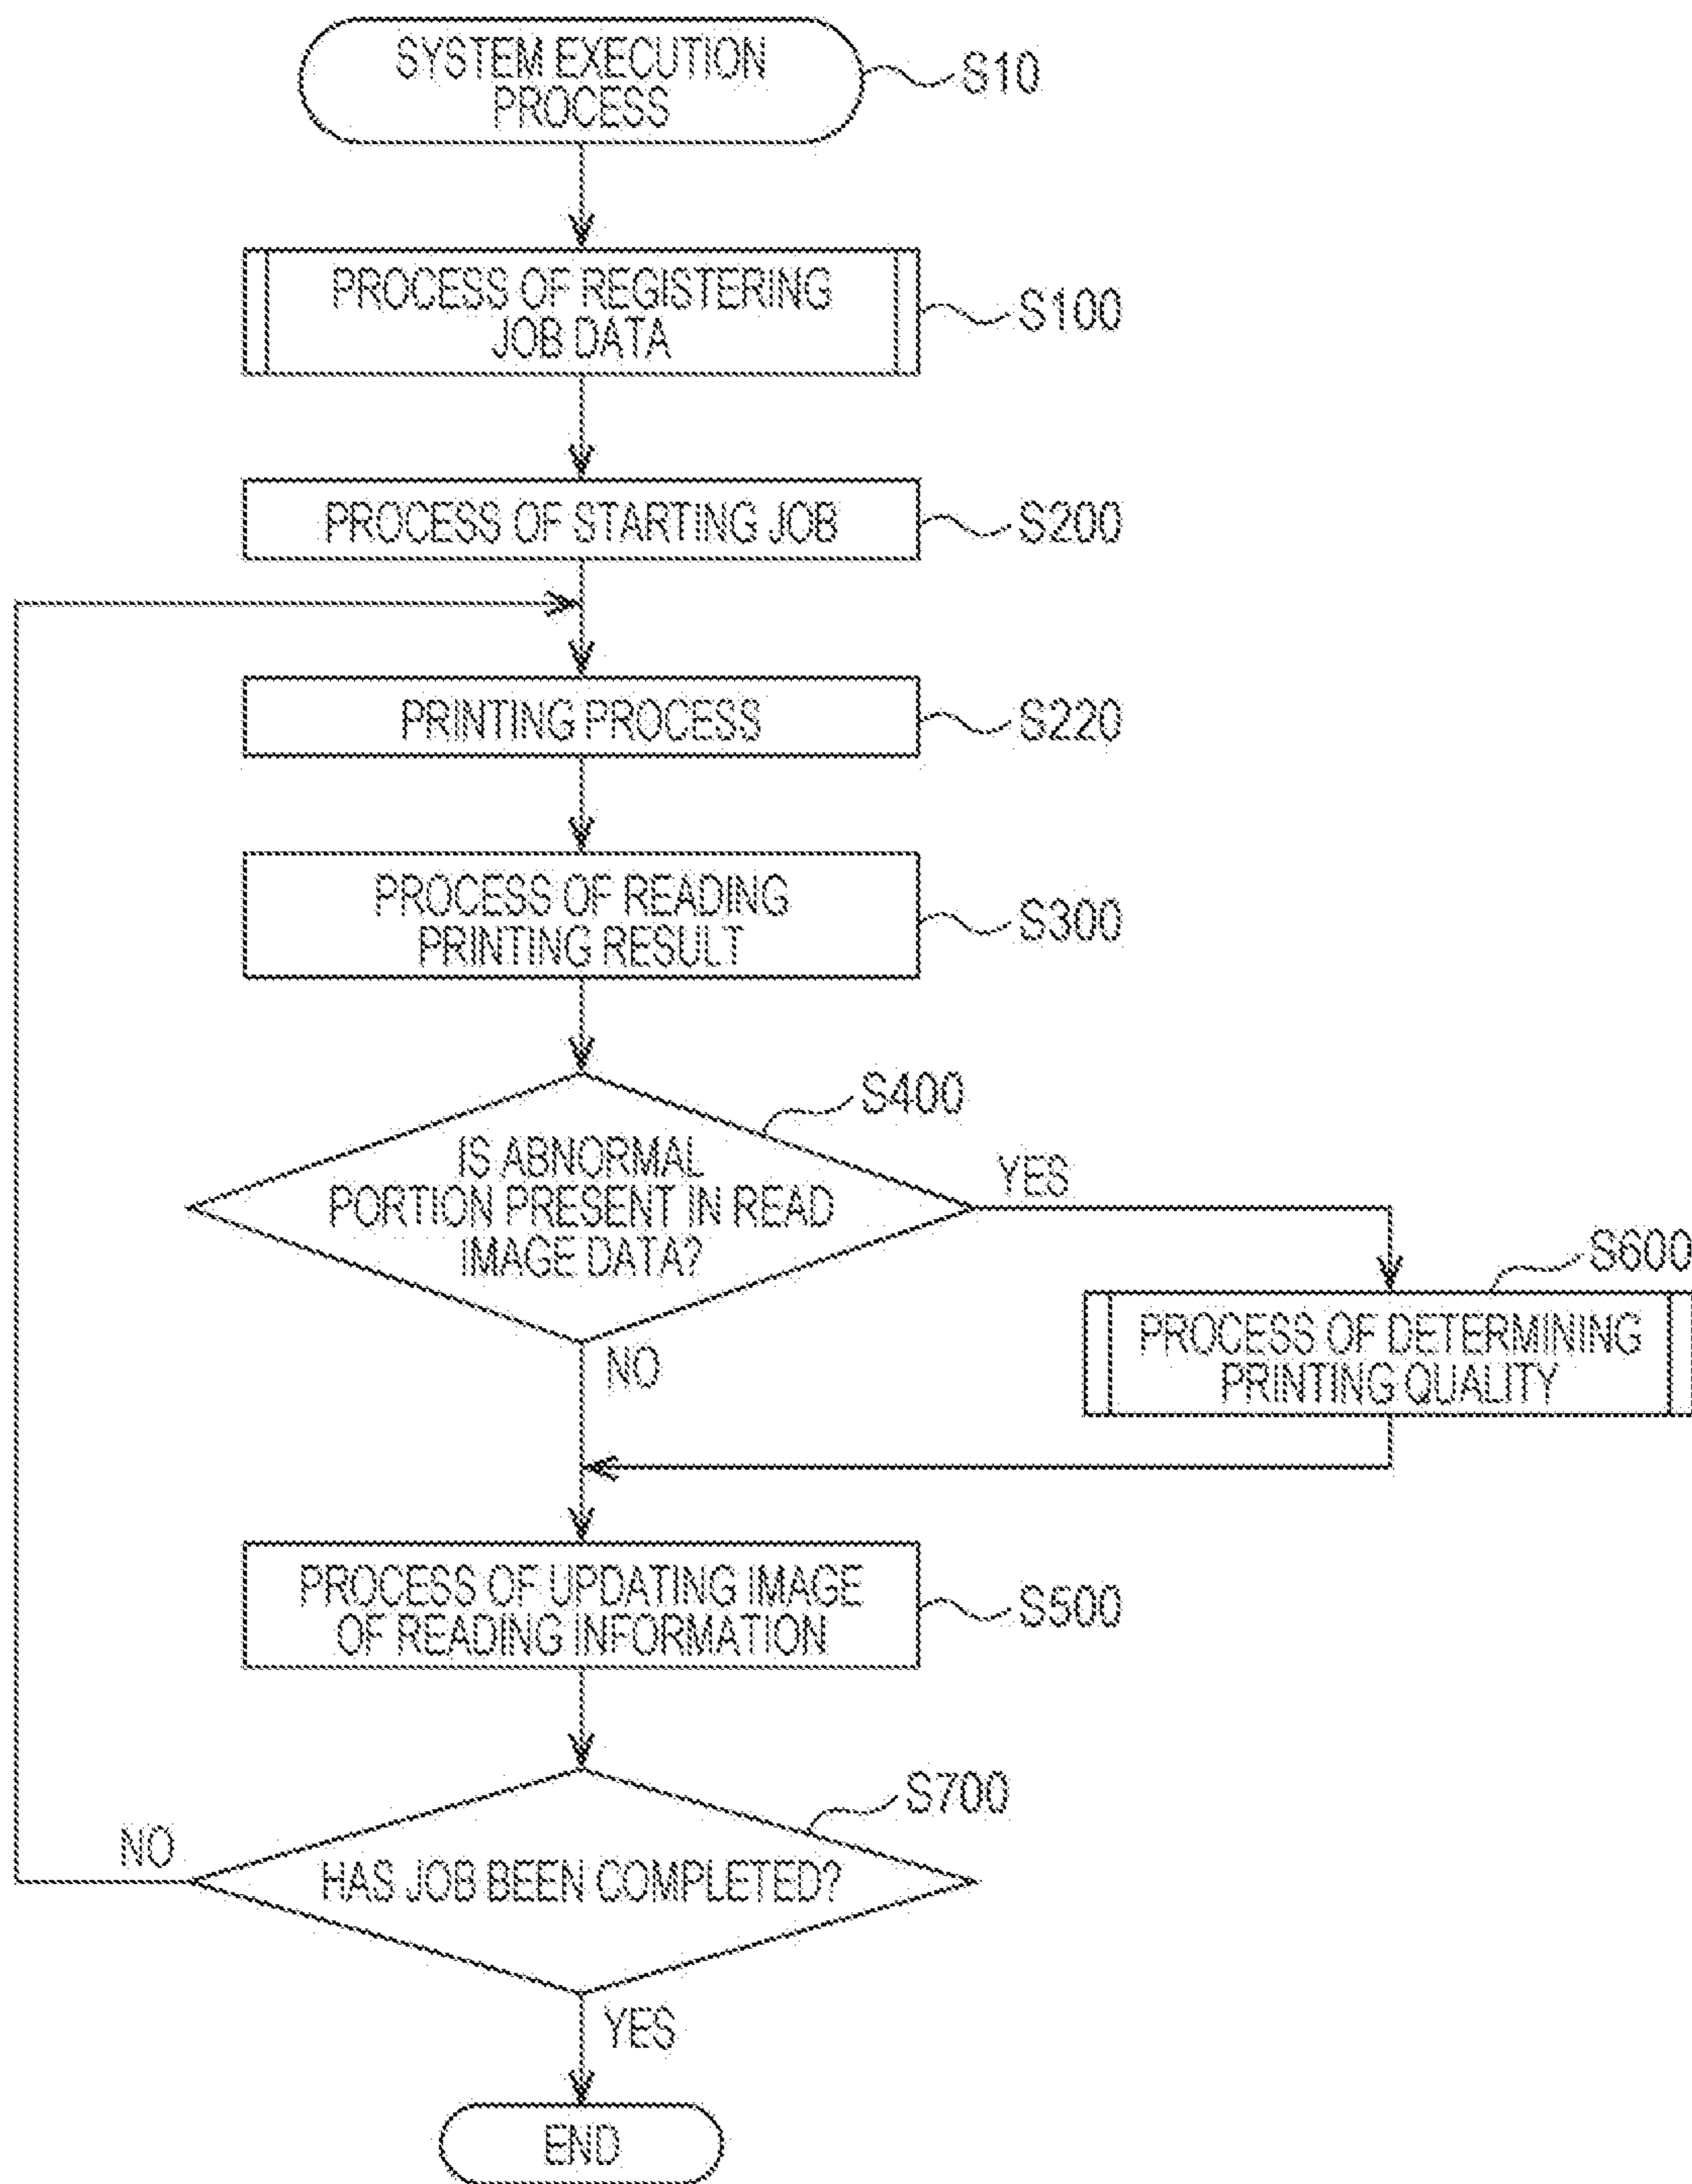 SYSTEM EXECUTION
PROCESS
S10
PROCESS OF REGISTERING
JOB DATA
S100
PROCESS OF STARTING JOB
S200
PRINTING PROCESS
S220
PROCESS OF READING
PRINTING RESULT
S300
S400
IS ABNORMAL
PORTION PRESENT IN READ
IMAGE DATA?
YES
NO
S600
PROCESS OF DETERMINING
PRINTING QUALITY
PROCESS OF UPDATING IMAGE
OF READING INFORMATION
S500
S700
NO
HAS JOB BEEN COMPLETED?
YES
END